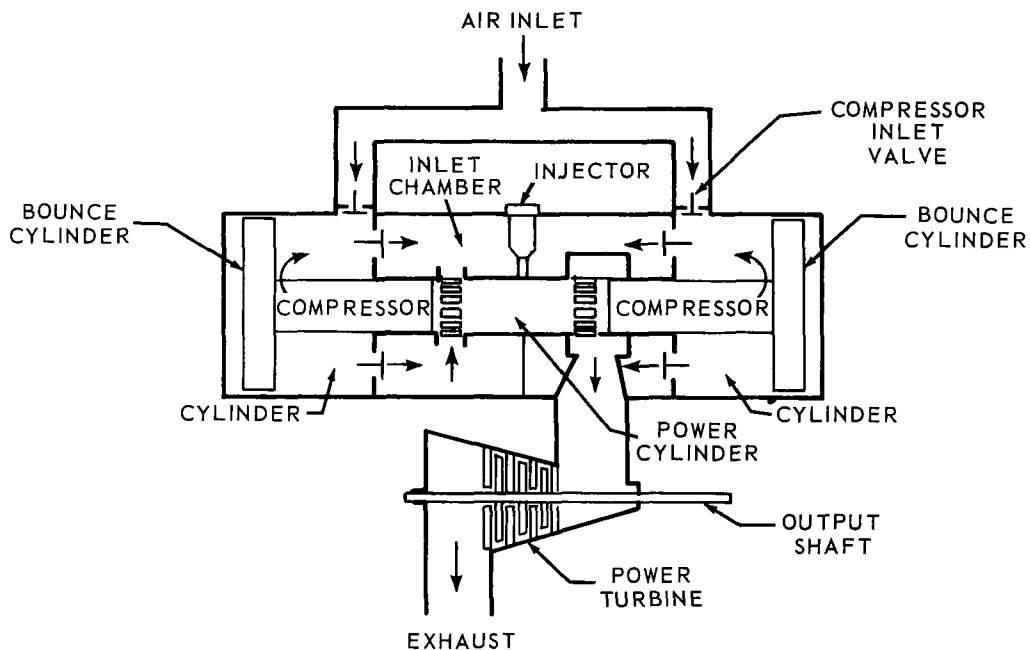 AIR INLET
COMPRESSOR
INLET
VALVE
INLET
CHAMBER
INJECTOR
BOUNCE
CYLINDER
BOUNCE
CYLINDER
COMPRESSOR
COMPRESSOR
CYLINDER
CYLINDER
POWER
CYLINDER
OUTPUT
SHAFT
POWER
TURBINE
EXHAUST